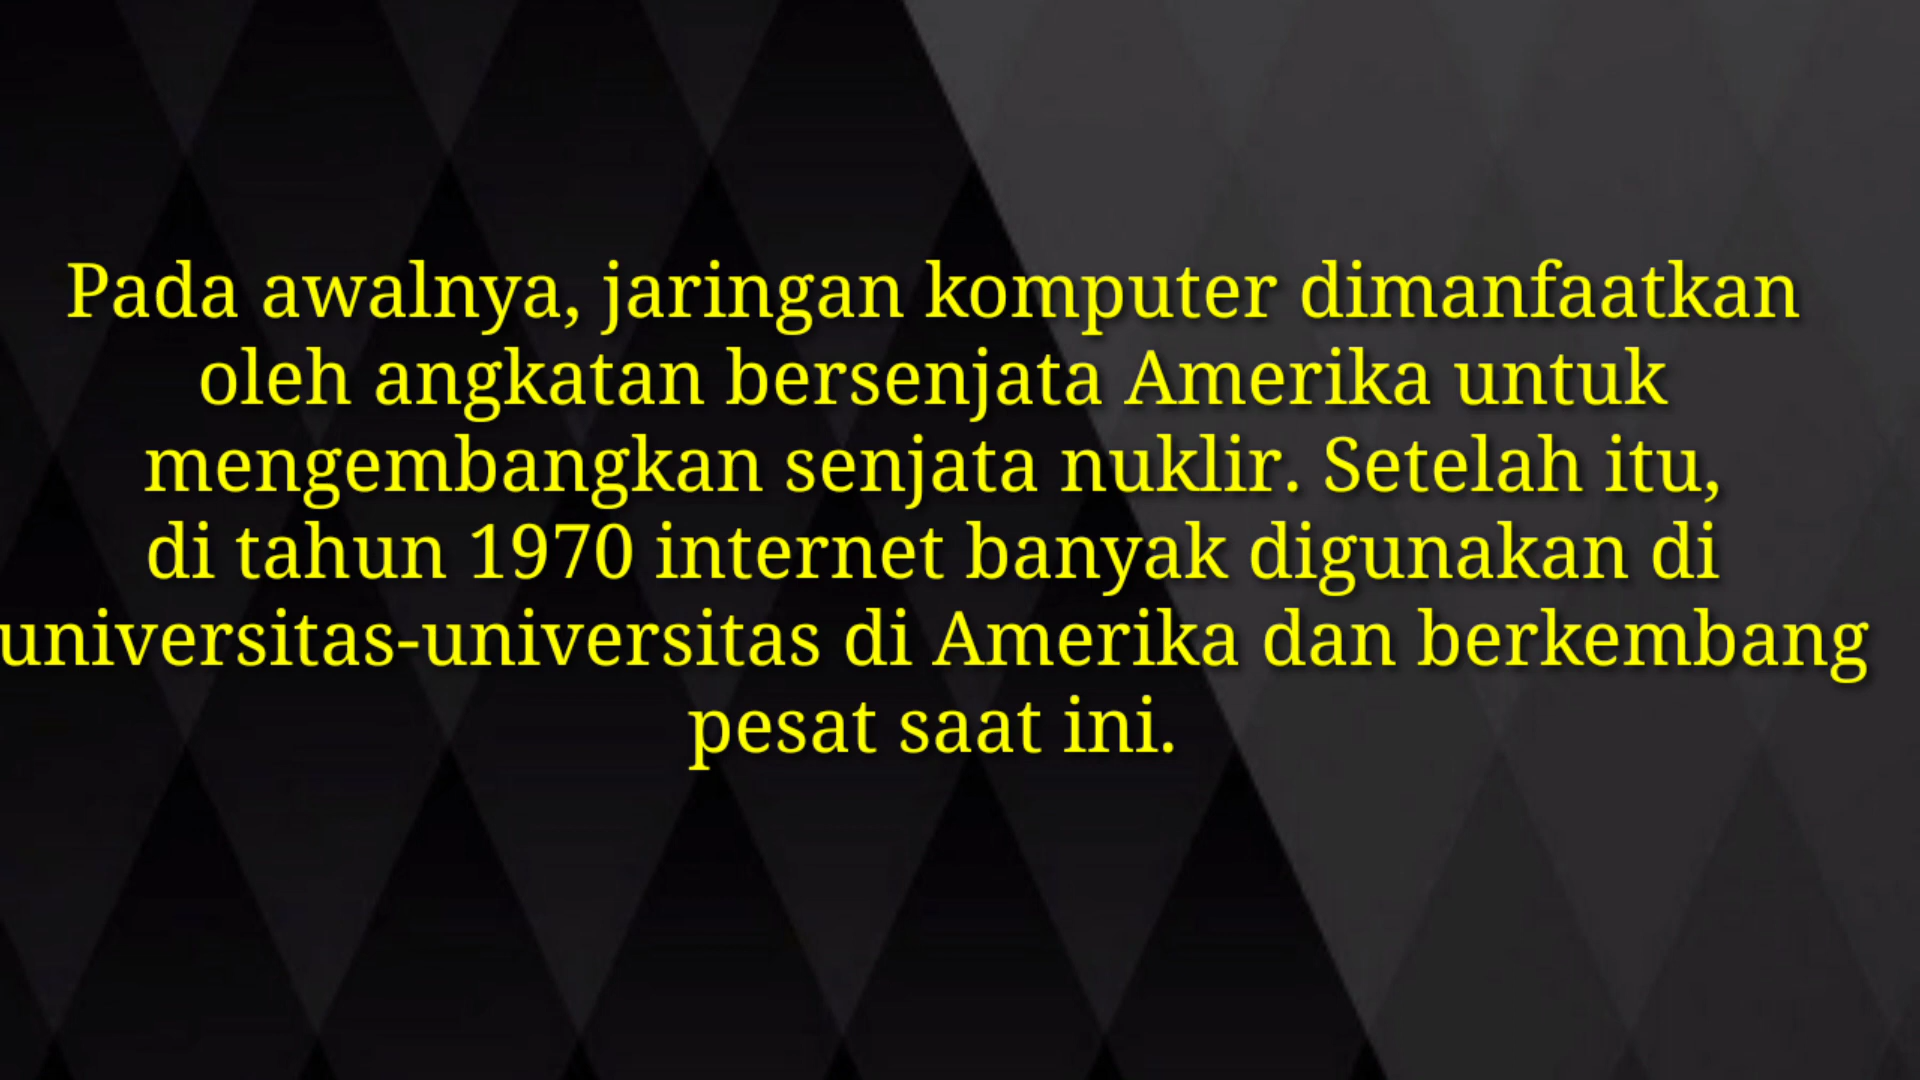 Pada awalnya, jaringan komputer dimanfaatkan
oleh angkatan bersenjata Amerika untuk
mengembangkan senjata nuklir. Setelah itu,
di tahun 1970 internet banyak digunakan di
universitas-universitas di Amerika dan berkembang
pesat saat ini.